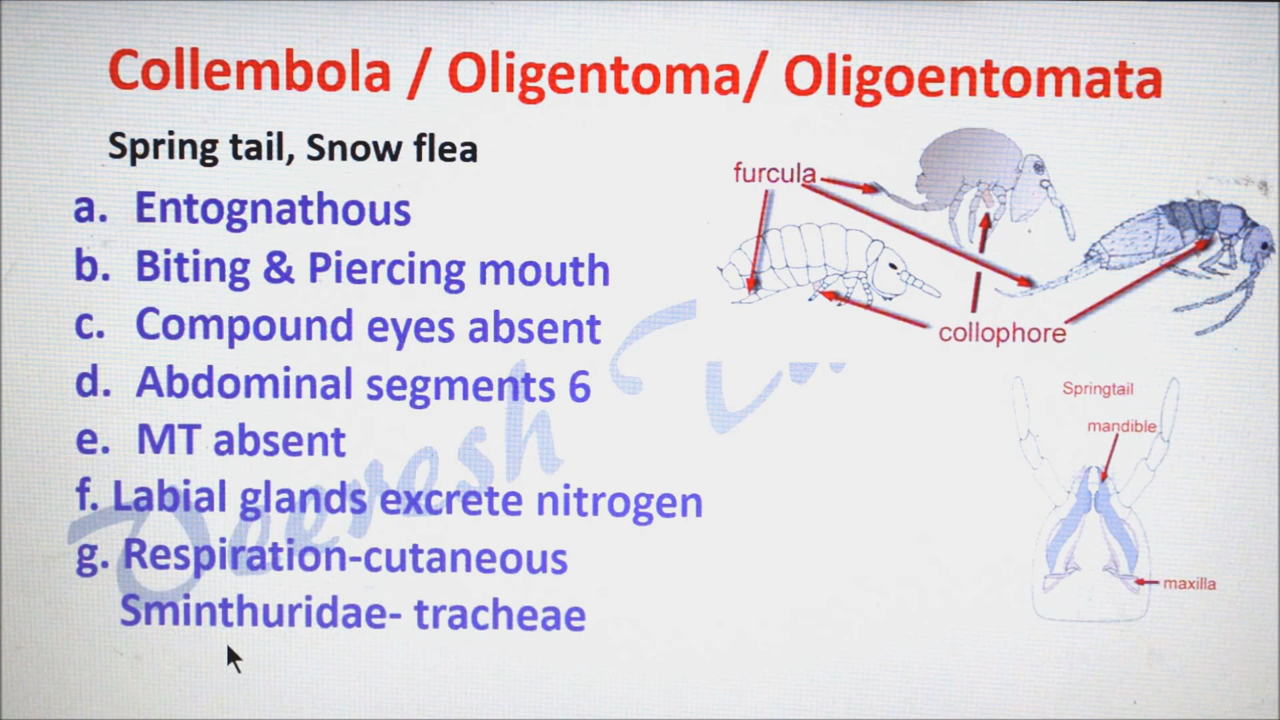 Collembola / Oligentoma/ Oligoentomata
Spring tail, Snow flea
a. Entognathous
b. Biting & Piercing mouth
c. Compound eyes absent
d. Abdominal segments 6
e. MT absent
f. Labial glands excrete nitrogen
g. Respiration-cutaneous
Sminthuridae- tracheae
furcula
collophore
Springtail
mandible
maxilla